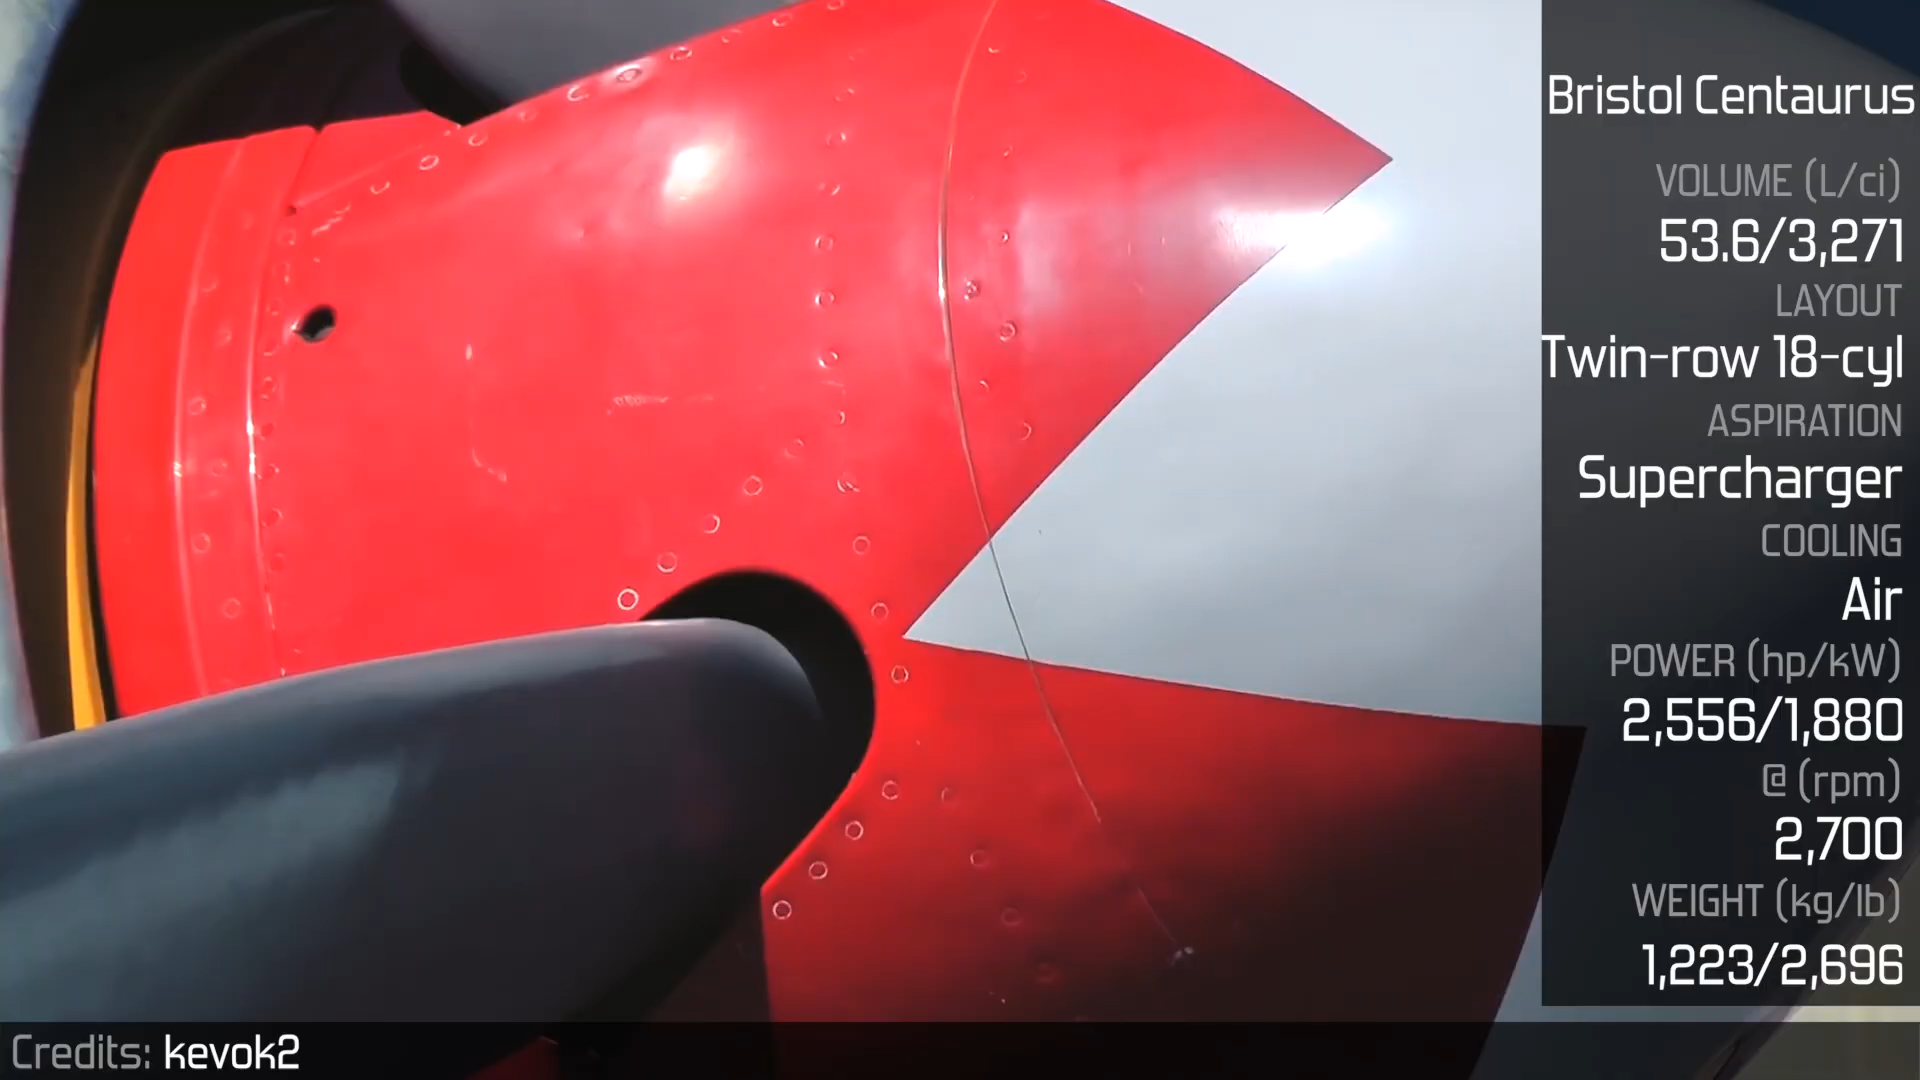 Bristol Centaurus
VOLUME (L/ci)
53.6/3,271
LAYOUT
Twin-row 18-cyl
ASPIRATION
Supercharger
COOLING
Air
POWER (hp/kW)
2,556/1,880
@ (rpm)
2,700
WEIGHT (kg/lb)
1,223/2,696
Credits: kevok2